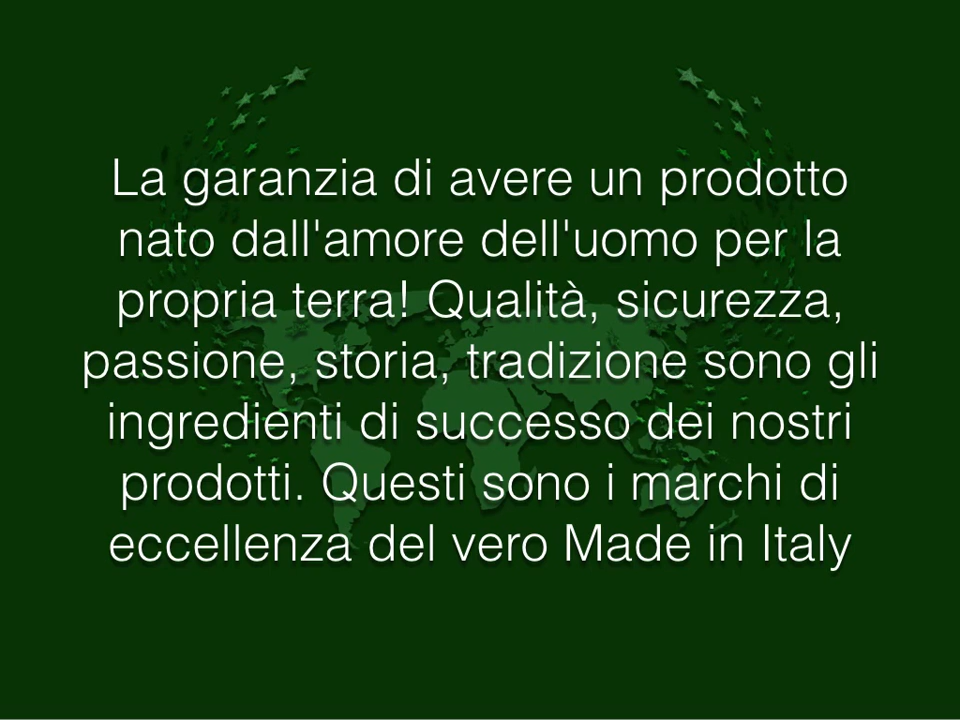 La garanzia di avere un prodotto
nato dall'amore dell'uomo per la
propria terra! Qualità, sicurezza,
passione, storia, tradizione sono gli
ingredienti di successo dei nostri
prodotti. Questi sono i marchi di
eccellenza del vero Made in Italy